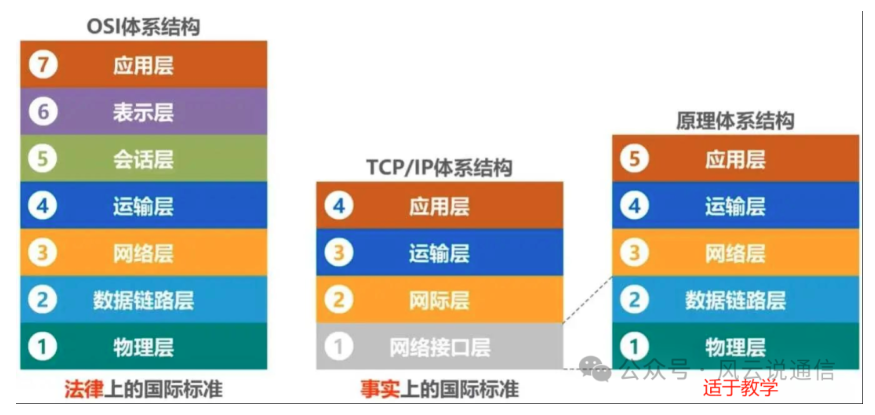 OSI体系结构
7 应用层
6 表示层
5 会话层
4 运输层
3 网络层
2 数据链路层
1 物理层
法律上的国际标准
TCP/IP体系结构
4 应用层
3 运输层
2 网际层
1 网络接口层
事实上的国际标准
原理体系结构
5 应用层
4 运输层
3 网络层
2 数据链路层
1 物理层
公众号·风云说通信
适于教学